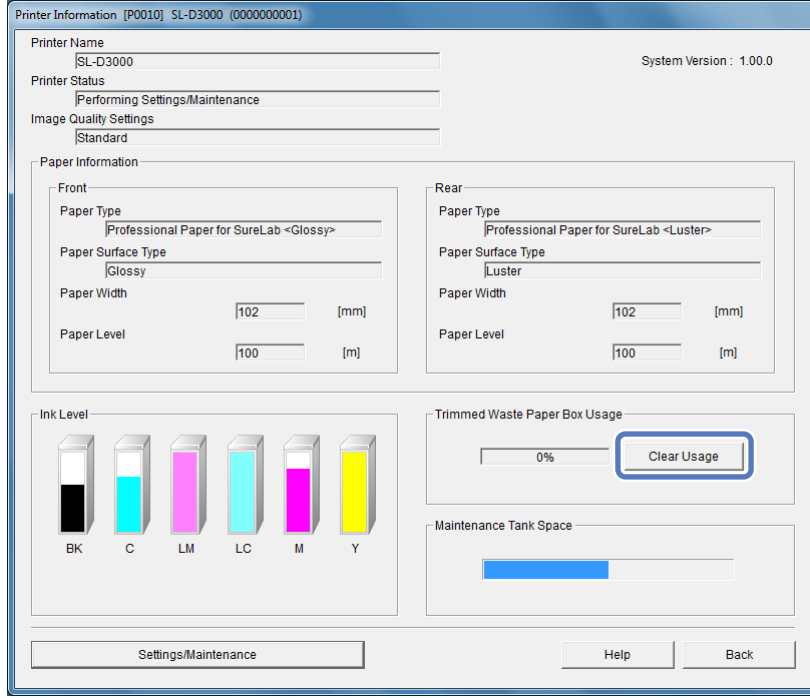 Printer Information [P0010] SL-D3000 (0000000001)
Printer Name
SL-D3000
System Version : 1.00.0
Printer Status
Performing Settings/Maintenance
Image Quality Settings
Standard
Paper Information
Front
Paper Type
Professional Paper for SureLab <Glossy>
Paper Surface Type
Glossy
Paper Width
102 [mm]
Paper Level
100 [m]
Rear
Paper Type
Professional Paper for SureLab <Luster>
Paper Surface Type
Luster
Paper Width
102 [mm]
Paper Level
100 [m]
Ink Level
BK C LM LC M Y
Trimmed Waste Paper Box Usage
0% Clear Usage
Maintenance Tank Space
Settings/Maintenance Help Back